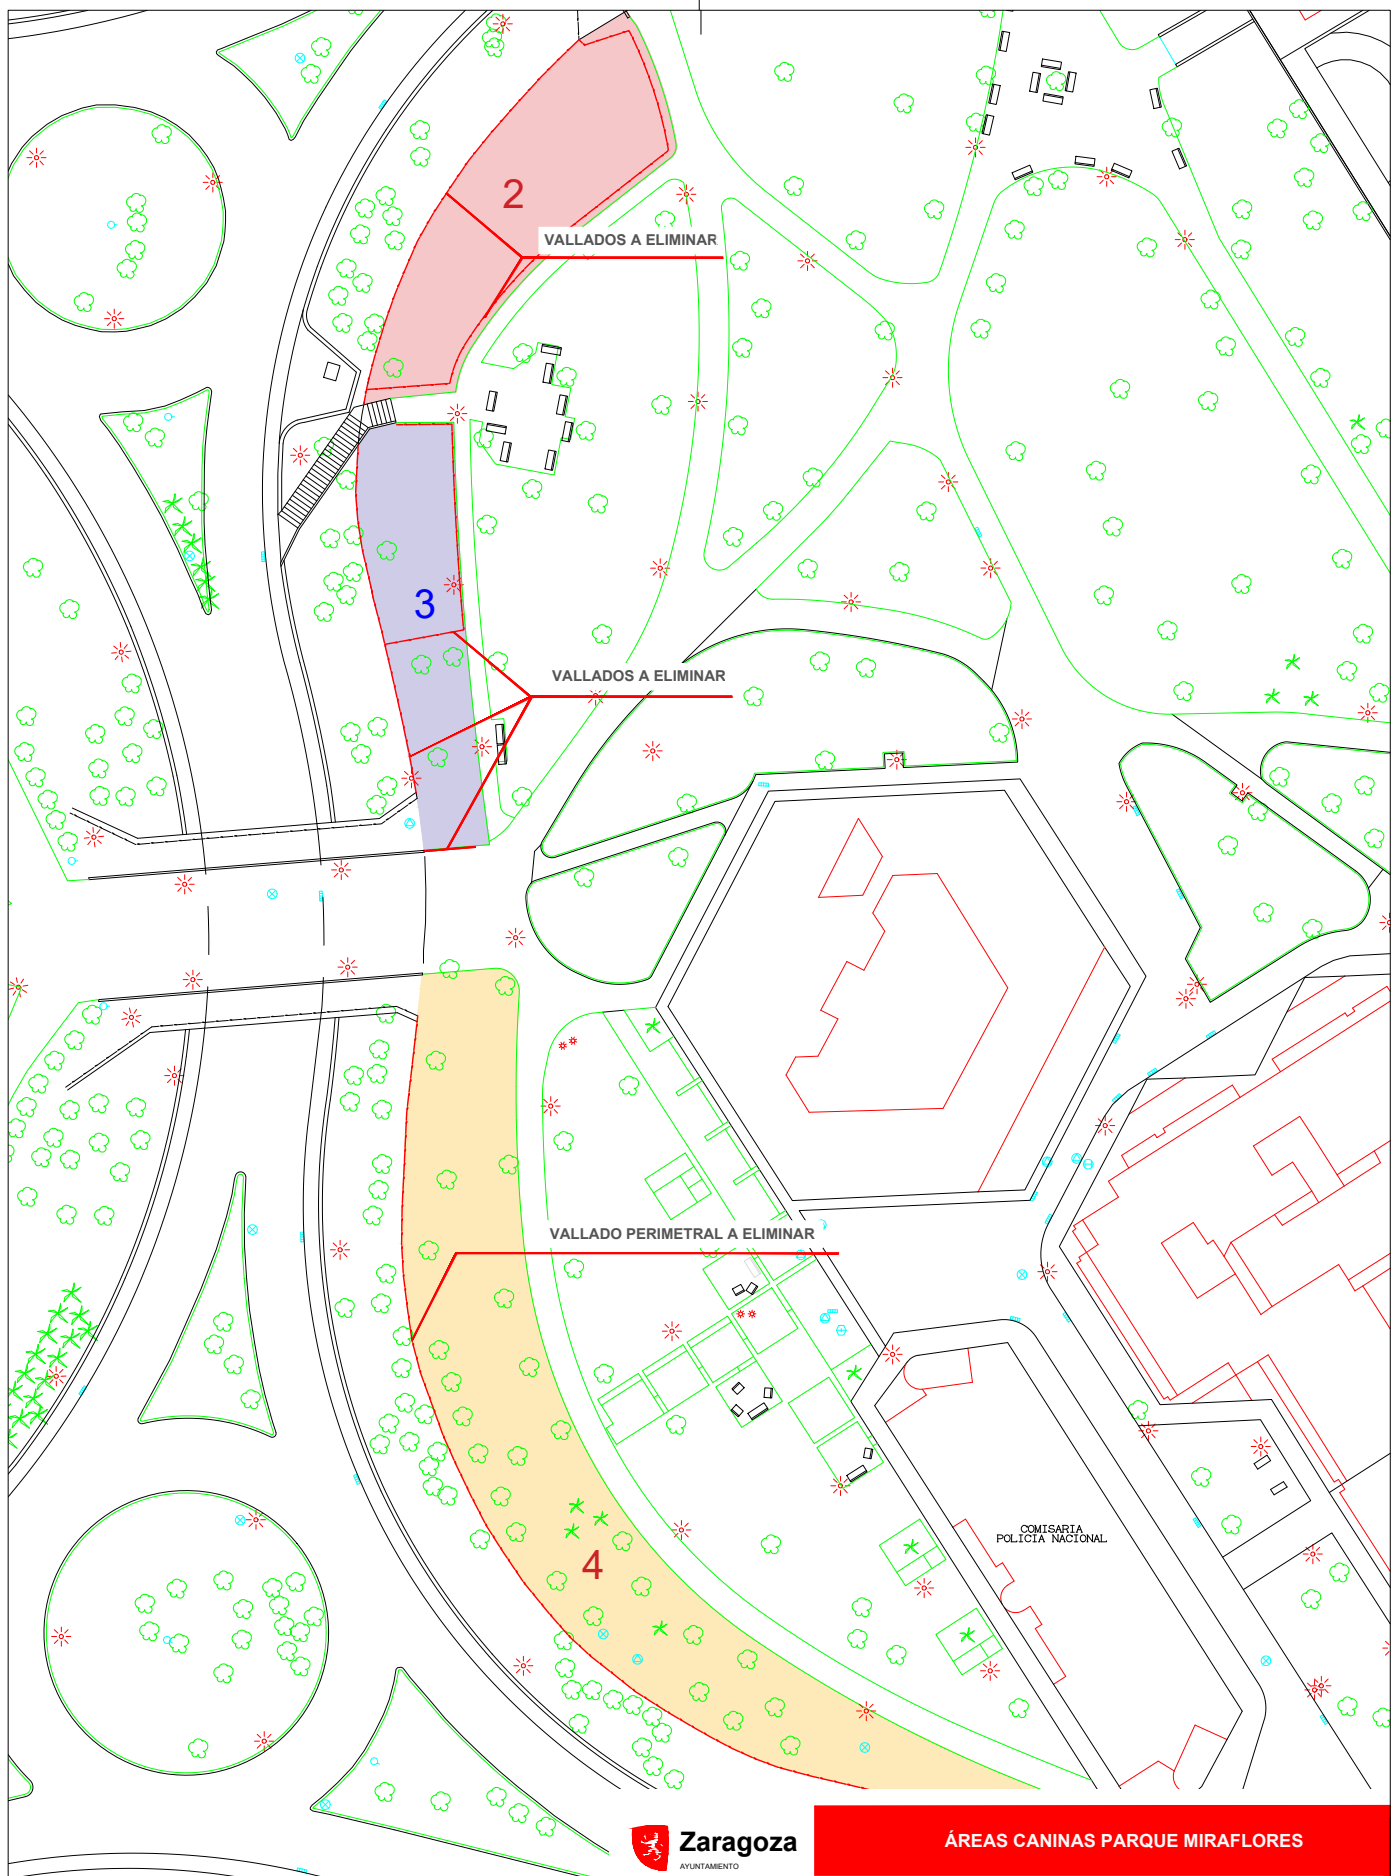 2
VALLADOS A ELIMINAR
3
VALLADOS A ELIMINAR
VALLADO PERIMETRAL A ELIMINAR
COMISARIA
POLICIA NACIONAL
4
Zaragoza
AYUNTAMIENTO
ÁREAS CANINAS PARQUE MIRAFLORES